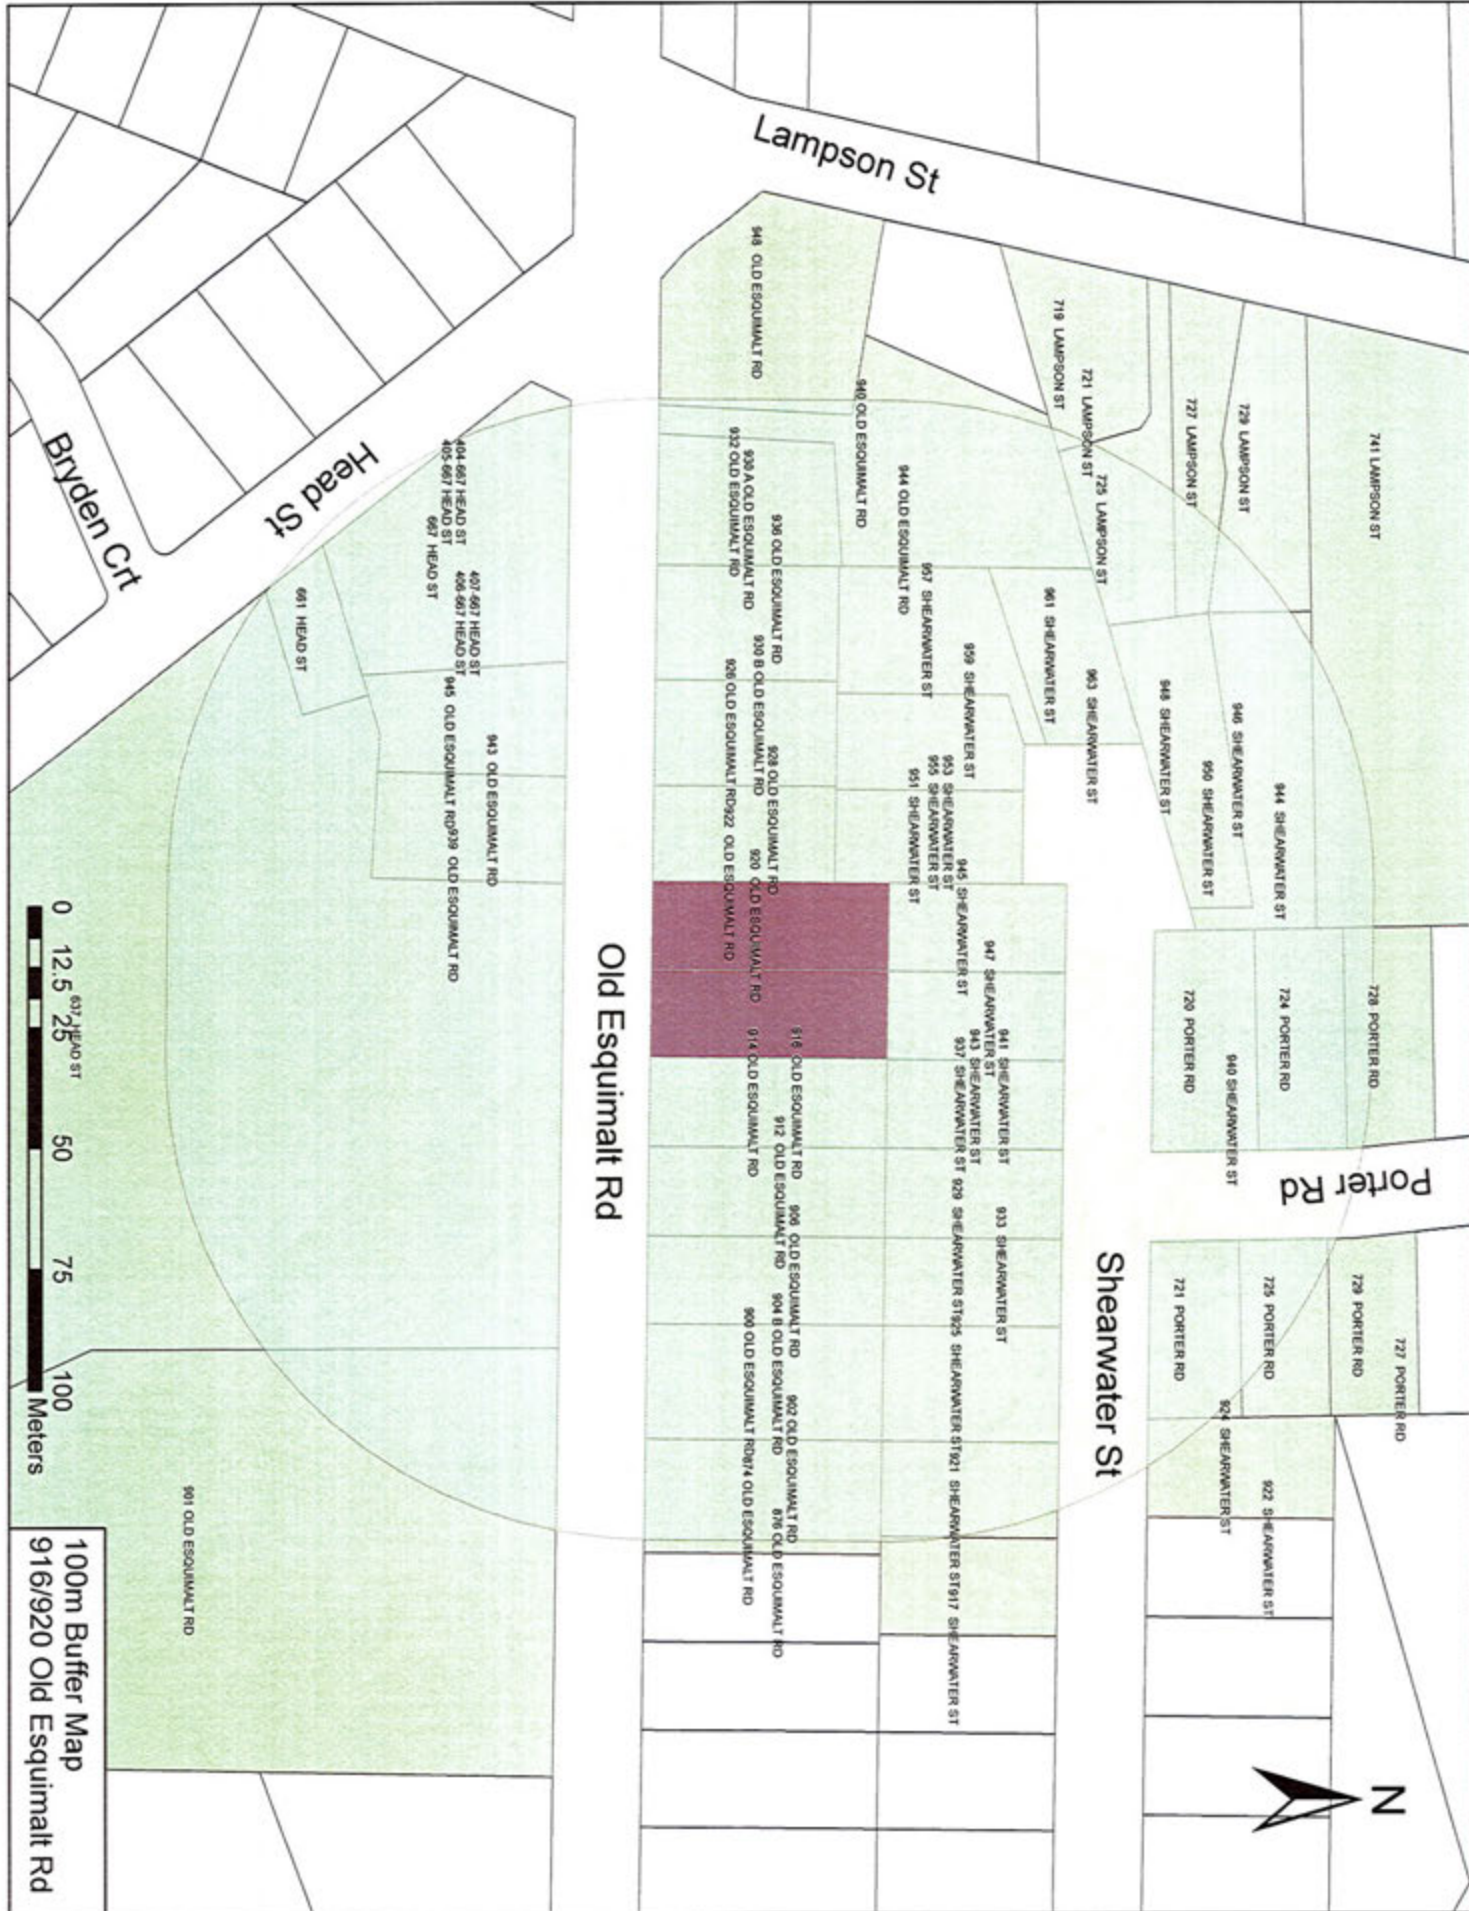 Lampson St
948 OLD ESQUIMALT RD
940 OLD ESQUIMALT RD
719 LAMPSON ST
721 LAMPSON ST
725 LAMPSON ST
727 LAMPSON ST
729 LAMPSON ST
741 LAMPSON ST
944 OLD ESQUIMALT RD
957 SHEARWATER ST
959 SHEARWATER ST
961 SHEARWATER ST
963 SHEARWATER ST
948 SHEARWATER ST
946 SHEARWATER ST
950 SHEARWATER ST
944 SHEARWATER ST
932 OLD ESQUIMALT RD
930 A OLD ESQUIMALT RD
936 OLD ESQUIMALT RD
930 B OLD ESQUIMALT RD
926 OLD ESQUIMALT RD
928 OLD ESQUIMALT RD
922 OLD ESQUIMALT RD
920 OLD ESQUIMALT RD
953 SHEARWATER ST
955 SHEARWATER ST
951 SHEARWATER ST
945 SHEARWATER ST
947 SHEARWATER ST
941 SHEARWATER ST
943 SHEARWATER ST
937 SHEARWATER ST
933 SHEARWATER ST
929 SHEARWATER ST
925 SHEARWATER ST
921 SHEARWATER ST
917 SHEARWATER ST
728 PORTER RD
724 PORTER RD
720 PORTER RD
940 SHEARWATER ST
Porter Rd
729 PORTER RD
727 PORTER RD
725 PORTER RD
721 PORTER RD
924 SHEARWATER ST
922 SHEARWATER ST
Shearwater St
916 OLD ESQUIMALT RD
914 OLD ESQUIMALT RD
912 OLD ESQUIMALT RD
906 OLD ESQUIMALT RD
904 B OLD ESQUIMALT RD
902 OLD ESQUIMALT RD
900 OLD ESQUIMALT RD
874 OLD ESQUIMALT RD
876 OLD ESQUIMALT RD
Old Esquimalt Rd
Bryden Crt
Head St
404-667 HEAD ST
405-667 HEAD ST
667 HEAD ST
407-667 HEAD ST
406-667 HEAD ST
661 HEAD ST
943 OLD ESQUIMALT RD
945 OLD ESQUIMALT RD
939 OLD ESQUIMALT RD
637 HEAD ST
901 OLD ESQUIMALT RD
N
0 12.5 25 50 75 100
Meters
100m Buffer Map
916/920 Old Esquimalt Rd